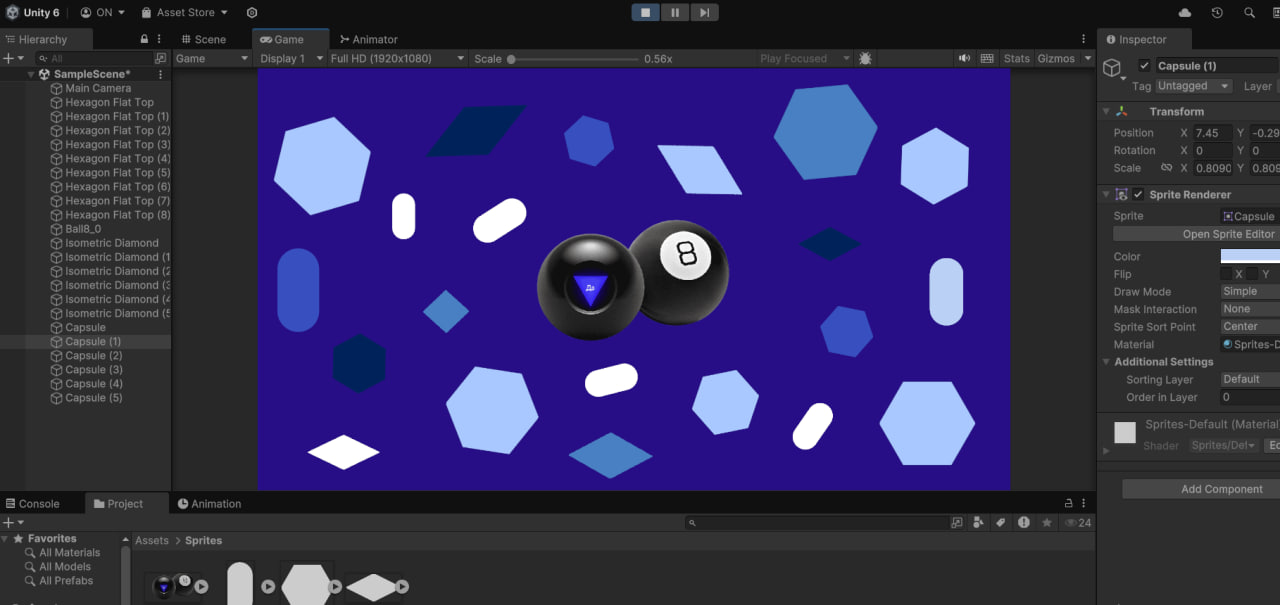 Unity 6 ON Asset Store
Hierarchy Scene Game Animator Inspector
All Game Display 1 Full HD (1920x1080) Scale 0.56x Play Focused Stats Gizmos
SampleScene*
Main Camera
Hexagon Flat Top
Hexagon Flat Top (1)
Hexagon Flat Top (2)
Hexagon Flat Top (3)
Hexagon Flat Top (4)
Hexagon Flat Top (5)
Hexagon Flat Top (6)
Hexagon Flat Top (7)
Hexagon Flat Top (8)
Ball8_0
Isometric Diamond
Isometric Diamond (1
Isometric Diamond (2
Isometric Diamond (3
Isometric Diamond (4
Isometric Diamond (5
Capsule
Capsule (1)
Capsule (2)
Capsule (3)
Capsule (4)
Capsule (5)
8
Да
Capsule (1)
Tag Untagged Layer
Transform
Position X 7.45 Y -0.29
Rotation X 0 Y 0
Scale X 0.8090 Y 0.809
Sprite Renderer
Sprite Capsule
Open Sprite Editor
Color
Flip X Y
Draw Mode Simple
Mask Interaction None
Sprite Sort Point Center
Material Sprites-D
Additional Settings
Sorting Layer Default
Order in Layer 0
Sprites-Default (Material
Shader Sprites/Def
Add Component
Console Project Animation
24
Favorites
All Materials
All Models
All Prefabs
Assets > Sprites